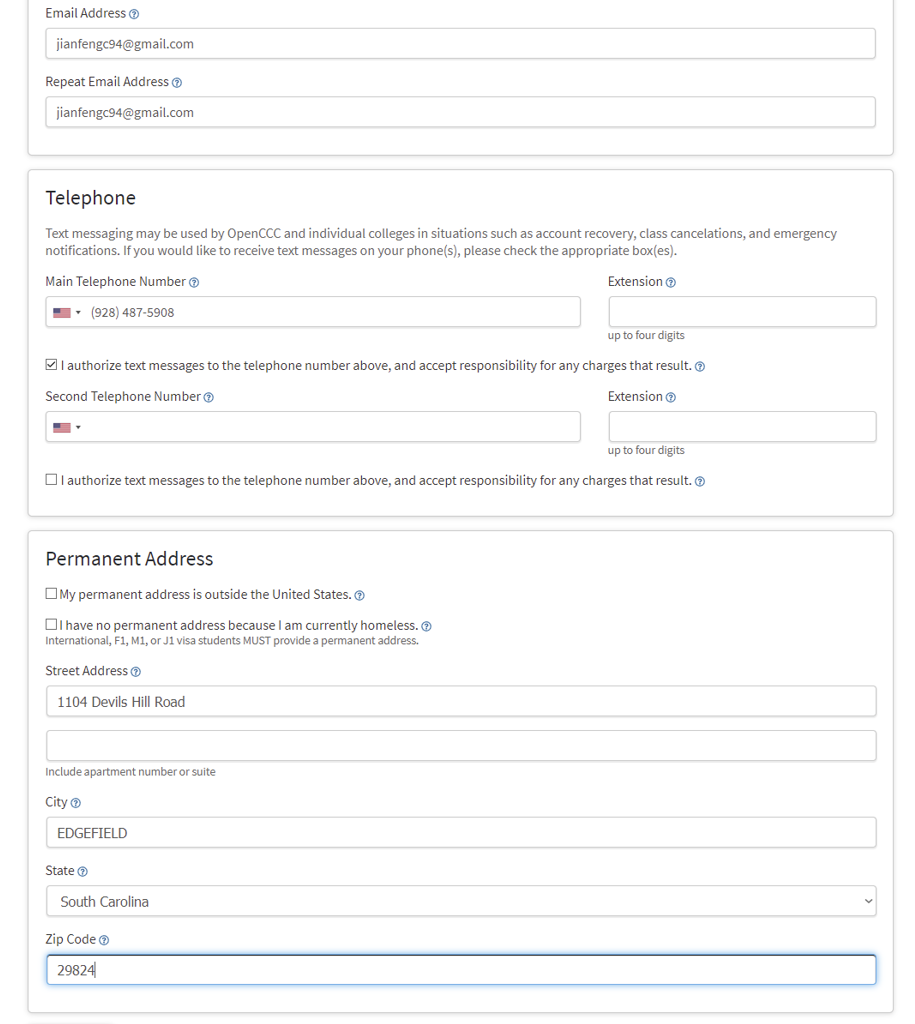 Email Address
jianfengc94@gmail.com
Repeat Email Address
jianfengc94@gmail.com
Telephone
Text messaging may be used by OpenCCC and individual colleges in situations such as account recovery, class cancelations, and emergency
notifications. If you would like to receive text messages on your phone(s), please check the appropriate box(es).
Main Telephone Number
Extension
(928) 487-5908
up to four digits
I authorize text messages to the telephone number above, and accept responsibility for any charges that result.
Second Telephone Number
Extension
up to four digits
I authorize text messages to the telephone number above, and accept responsibility for any charges that result.
Permanent Address
My permanent address is outside the United States.
I have no permanent address because I am currently homeless.
International, F1, M1, or J1 visa students MUST provide a permanent address.
Street Address
1104 Devils Hill Road
Include apartment number or suite
City
EDGEFIELD
State
South Carolina
Zip Code
29824